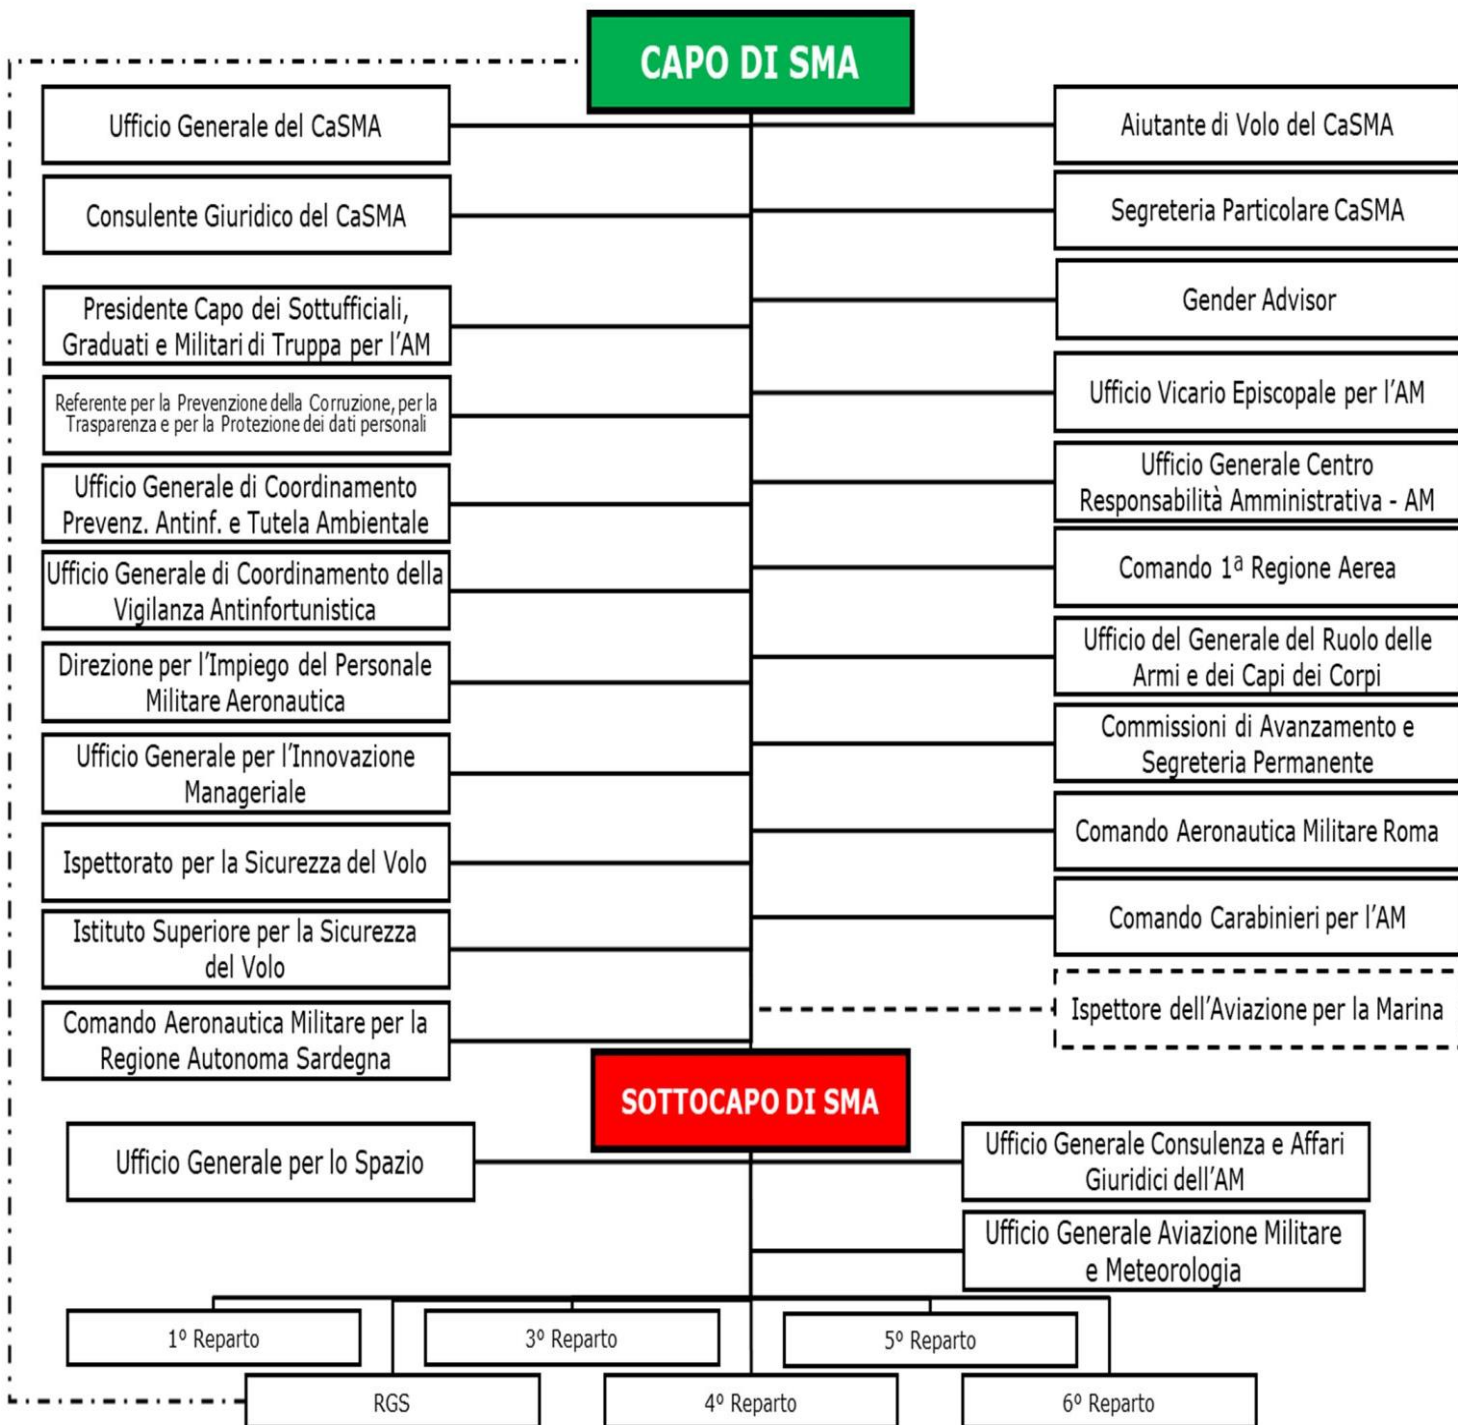 CAPO DI SMA
Ufficio Generale del CaSMA
Consulente Giuridico del CaSMA
Presidente Capo dei Sottufficiali,
Graduati e Militari di Truppa per l'AM
Referente per la Prevenzione della Corruzione, per la
Trasparenza e per la Protezione dei dati personali
Ufficio Generale di Coordinamento
Prevenz. Antinf. e Tutela Ambientale
Ufficio Generale di Coordinamento della
Vigilanza Antinfortunistica
Direzione per l'Impiego del Personale
Militare Aeronautica
Ufficio Generale per l'Innovazione
Manageriale
Ispettorato per la Sicurezza del Volo
Istituto Superiore per la Sicurezza
del Volo
Comando Aeronautica Militare per la
Regione Autonoma Sardegna
Aiutante di Volo del CaSMA
Segreteria Particolare CaSMA
Gender Advisor
Ufficio Vicario Episcopale per l'AM
Ufficio Generale Centro
Responsabilità Amministrativa - AM
Comando 1ª Regione Aerea
Ufficio del Generale del Ruolo delle
Armi e dei Capi dei Corpi
Commissioni di Avanzamento e
Segreteria Permanente
Comando Aeronautica Militare Roma
Comando Carabinieri per l'AM
Ispettore dell'Aviazione per la Marina
SOTTOCAPO DI SMA
Ufficio Generale per lo Spazio
Ufficio Generale Consulenza e Affari
Giuridici dell'AM
Ufficio Generale Aviazione Militare
e Meteorologia
1º Reparto
3º Reparto
5º Reparto
RGS
4º Reparto
6º Reparto